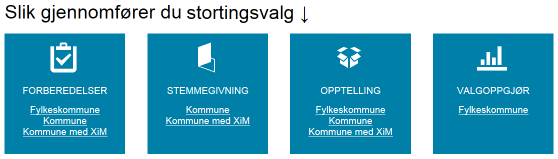 Slik gjennomfører du stortingsvalg ↓
FORBEREDELSER
Fylkeskommune
Kommune
Kommune med XiM
STEMMEGIVNING
Kommune
Kommune med XiM
OPPTELLING
Fylkeskommune
Kommune
Kommune med XiM
VALGOPPGJØR
Fylkeskommune